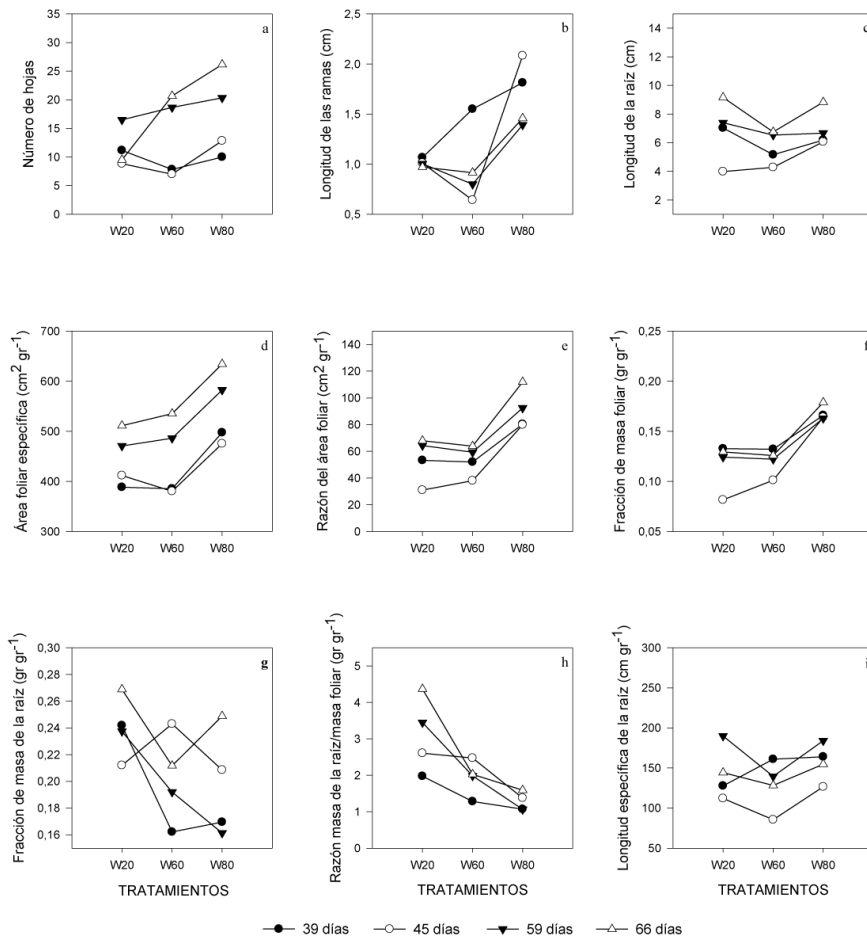 a
Número de hojas
35
30
25
20
15
10
5
0
W20 W60 W80
b
Longitud de las ramas (cm)
2,5
2,0
1,5
1,0
0,5
W20 W60 W80
c
Longitud de la raíz (cm)
14
12
10
8
6
4
2
W20 W60 W80
d
Área foliar específica (cm² gr⁻¹)
700
600
500
400
300
W20 W60 W80
e
Razón del área foliar (cm² gr⁻¹)
140
120
100
80
60
40
20
0
W20 W60 W80
f
Fracción de masa foliar (gr gr⁻¹)
0,25
0,20
0,15
0,10
0,05
W20 W60 W80
g
Fracción de masa de la raíz (gr gr⁻¹)
0,30
0,28
0,26
0,24
0,22
0,20
0,18
0,16
W20 W60 W80
TRATAMIENTOS
h
Razón masa de la raíz/masa foliar (gr gr⁻¹)
5
4
3
2
1
0
W20 W60 W80
TRATAMIENTOS
i
Longitud específica de la raíz (cm gr⁻¹)
300
250
200
150
100
50
W20 W60 W80
TRATAMIENTOS
39 días 45 días 59 días 66 días